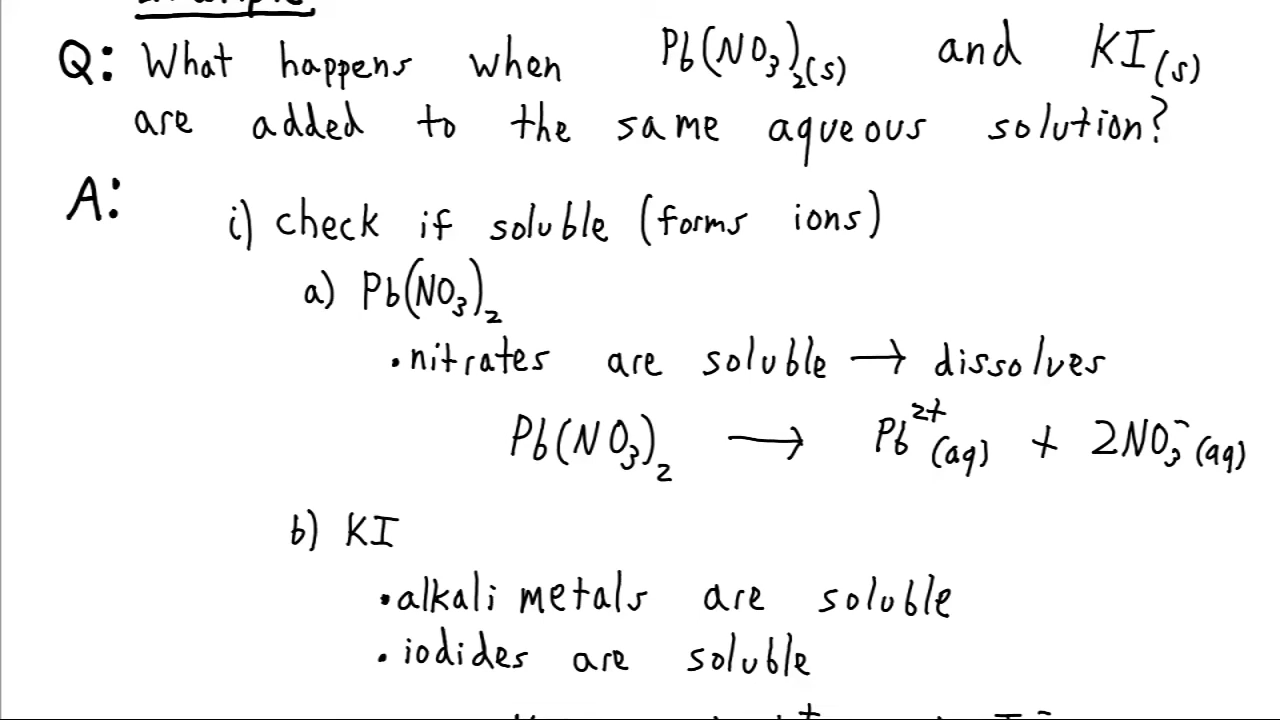 Example
Q: What happens when Pb(NO₃)₂(s) and KI(s)
are added to the same aqueous solution?
A:
i) check if soluble (forms ions)
a) Pb(NO₃)₂
• nitrates are soluble → dissolves
Pb(NO₃)₂ → Pb²⁺(aq) + 2NO₃⁻(aq)
b) KI
• alkali metals are soluble
• iodides are soluble